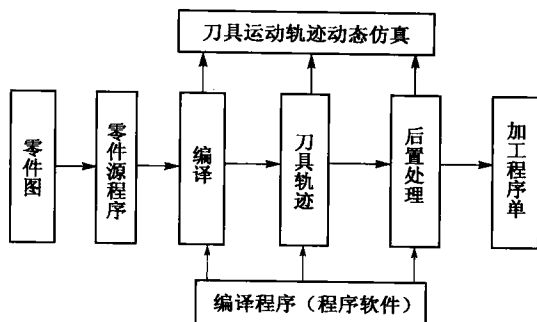 刀具运动轨迹动态仿真
零件图
零件源程序
编译
刀具轨迹
后置处理
加工程序单
编译程序（程序软件）